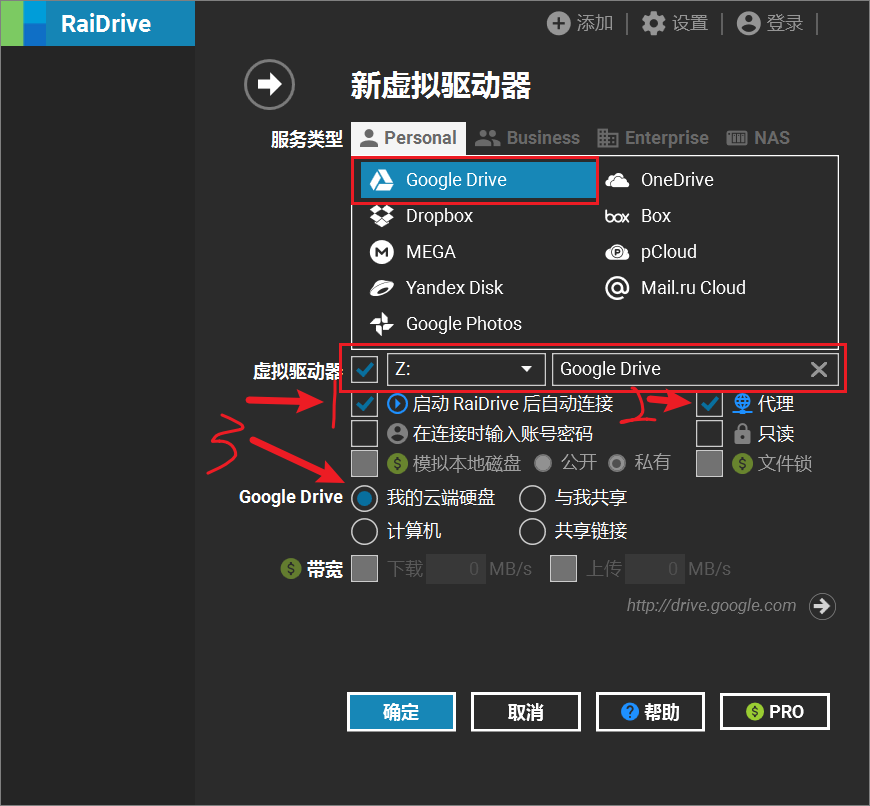 RaiDrive
添加 设置 登录
新虚拟驱动器
服务类型 Personal Business Enterprise NAS
Google Drive OneDrive
Dropbox Box
MEGA pCloud
Yandex Disk Mail.ru Cloud
Google Photos
虚拟驱动器 Z: Google Drive
启动 RaiDrive 后自动连接 代理
在连接时输入账号密码 只读
模拟本地磁盘 公开 私有 文件锁
Google Drive 我的云端硬盘 与我共享
计算机 共享链接
带宽 下载 0 MB/s 上传 0 MB/s
http://drive.google.com
确定 取消 帮助 PRO